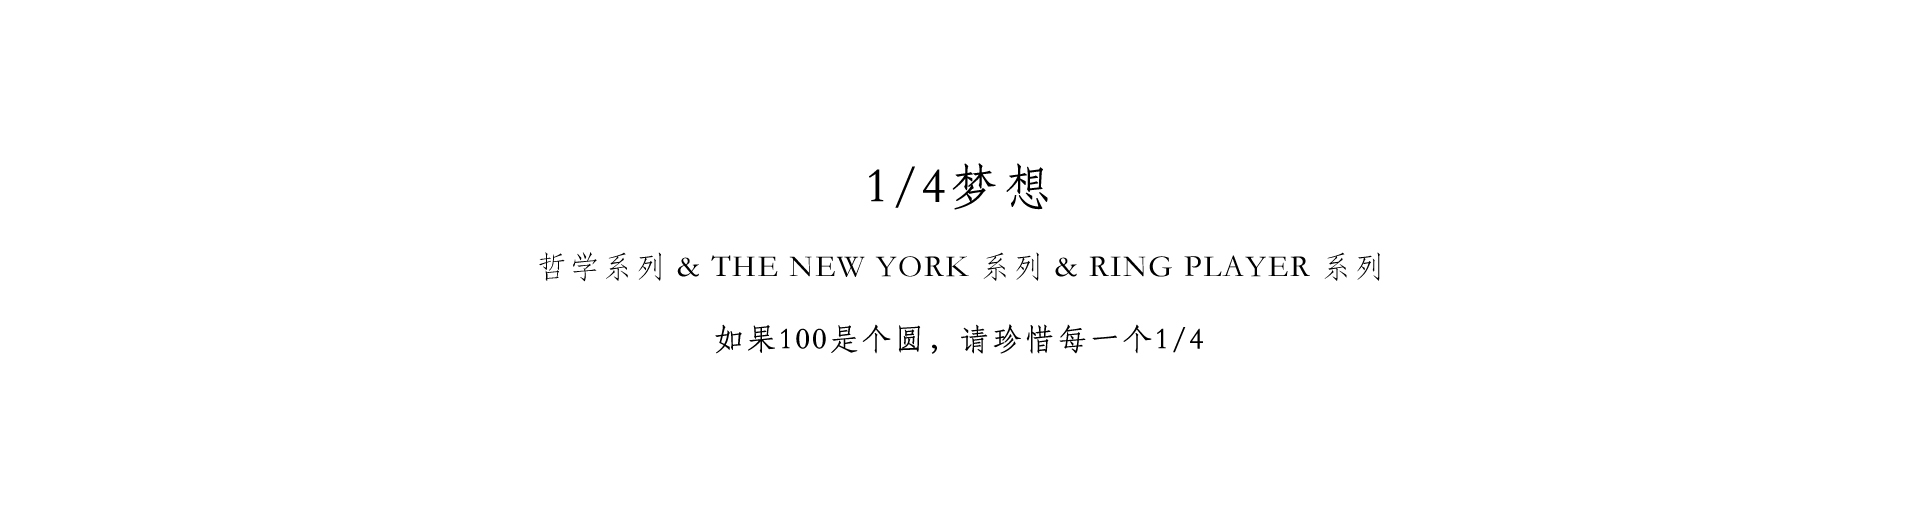 1/4梦想
哲学系列 & THE NEW YORK 系列 & RING PLAYER 系列
如果100是个圆，请珍惜每一个1/4